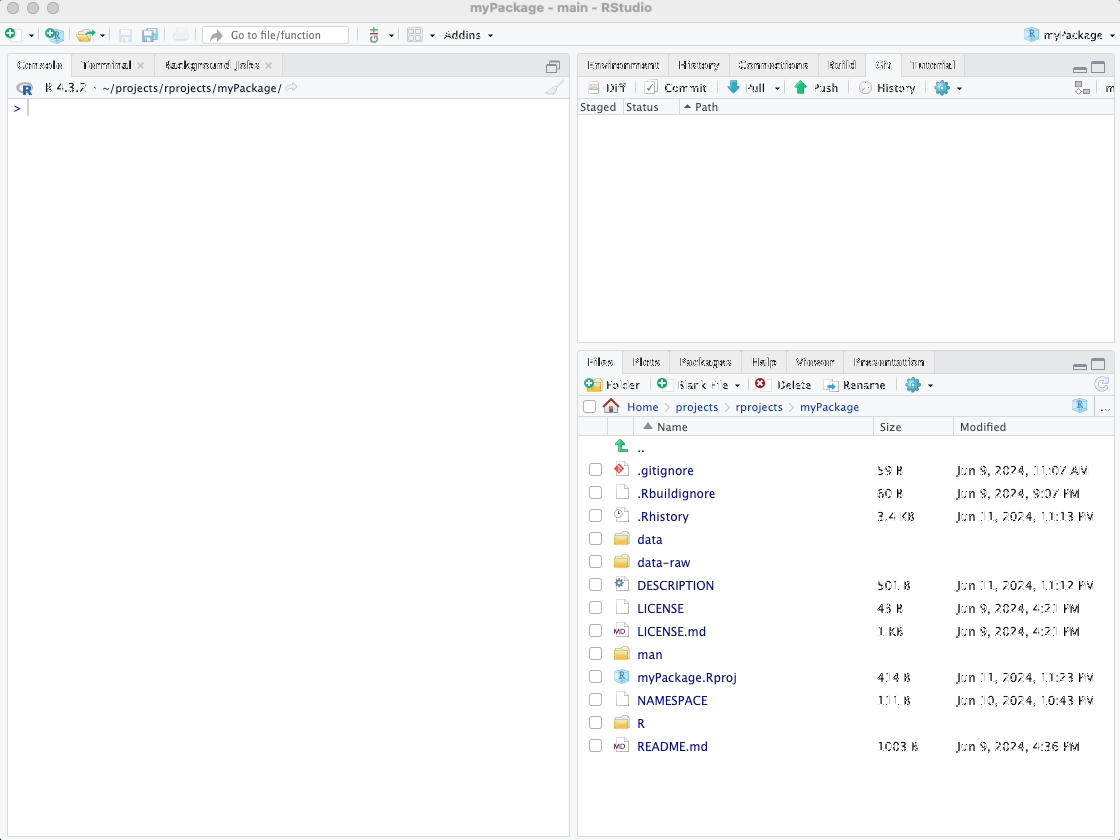 myPackage - main - RStudio
Go to file/function Addins myPackage
Console Terminal Background Jobs
R 4.3.2 · ~/projects/rprojects/myPackage/
>
Environment History Connections Build Git Tutorial
Diff Commit Pull Push History m
Staged Status Path
Files Plots Packages Help Viewer Presentation
Folder Blank File Delete Rename
Home projects rprojects myPackage R ...
Name Size Modified
..
.gitignore 59 B Jun 9, 2024, 11:07 AM
.Rbuildignore 60 B Jun 9, 2024, 9:07 PM
.Rhistory 3.4 KB Jun 11, 2024, 11:13 PM
data
data-raw
DESCRIPTION 501 B Jun 11, 2024, 11:12 PM
LICENSE 43 B Jun 9, 2024, 4:21 PM
MD LICENSE.md 1 KB Jun 9, 2024, 4:21 PM
man
R myPackage.Rproj 414 B Jun 11, 2024, 11:23 PM
NAMESPACE 111 B Jun 10, 2024, 10:43 PM
R
MD README.md 1003 B Jun 9, 2024, 4:36 PM